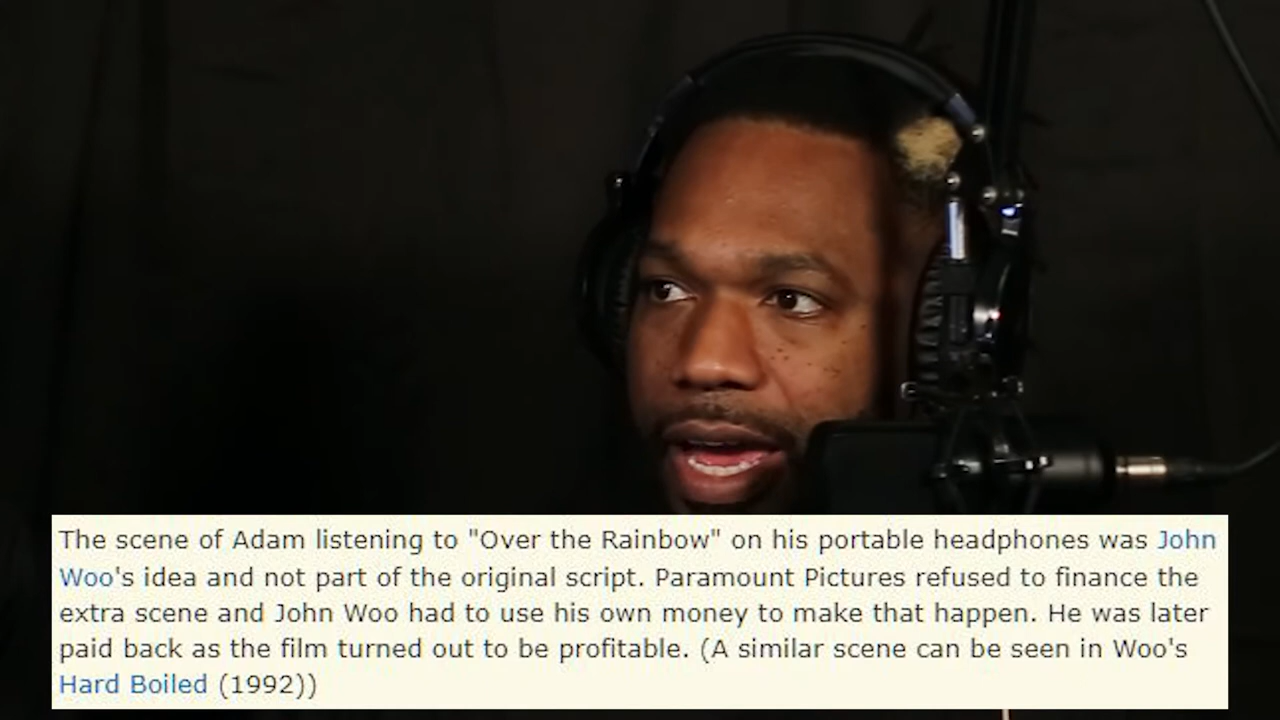 The scene of Adam listening to "Over the Rainbow" on his portable headphones was John
Woo's idea and not part of the original script. Paramount Pictures refused to finance the
extra scene and John Woo had to use his own money to make that happen. He was later
paid back as the film turned out to be profitable. (A similar scene can be seen in Woo's
Hard Boiled (1992))